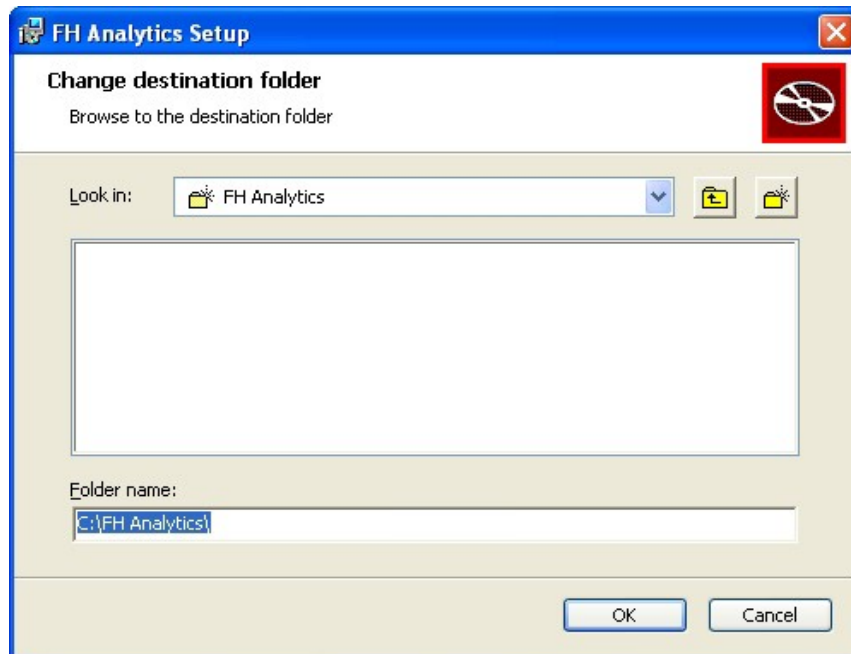 FH Analytics Setup
Change destination folder
Browse to the destination folder
Look in: FH Analytics
Folder name:
C:\FH Analytics\
OK Cancel